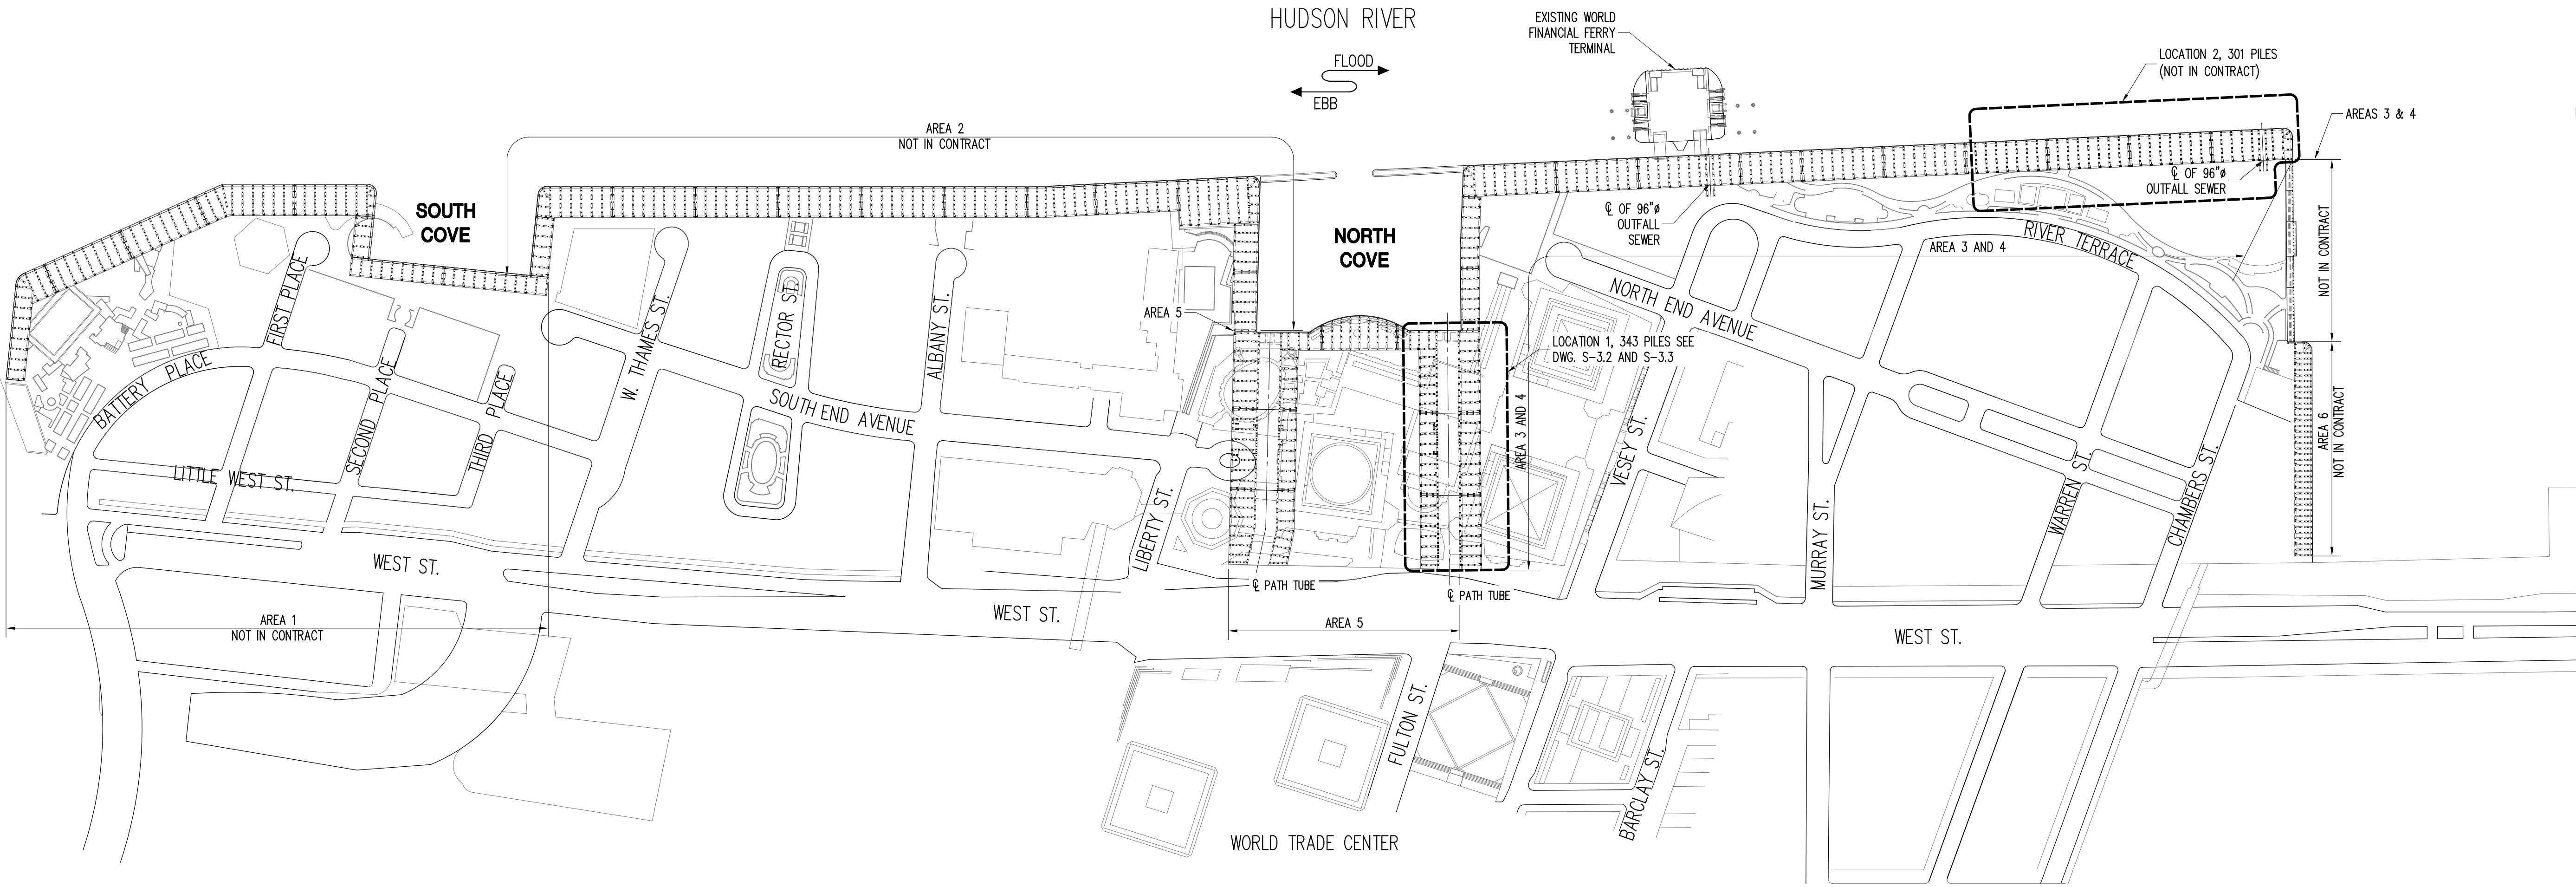 HUDSON RIVER
FLOOD
EBB
EXISTING WORLD
FINANCIAL FERRY
TERMINAL
LOCATION 2, 301 PILES
(NOT IN CONTRACT)
AREAS 3 & 4
AREA 2
NOT IN CONTRACT
SOUTH
COVE
NORTH
COVE
℄ OF 96"ø
OUTFALL
SEWER
℄ OF 96"ø
OUTFALL SEWER
NOT IN CONTRACT
RIVER TERRACE
AREA 3 AND 4
NORTH END AVENUE
AREA 5
LOCATION 1, 343 PILES SEE
DWG. S-3.2 AND S-3.3
AREA 3 AND 4
FIRST PLACE
BATTERY PLACE
SECOND PLACE
THIRD PLACE
W. THAMES ST.
RECTOR ST.
ALBANY ST.
SOUTH END AVENUE
LITTLE WEST ST.
LIBERTY ST.
VESEY ST.
MURRAY ST.
WARREN ST.
CHAMBERS ST.
AREA 6
NOT IN CONTRACT
WEST ST.
℄ PATH TUBE
℄ PATH TUBE
WEST ST.
AREA 1
NOT IN CONTRACT
AREA 5
WEST ST.
FULTON ST.
BARCLAY ST.
WORLD TRADE CENTER